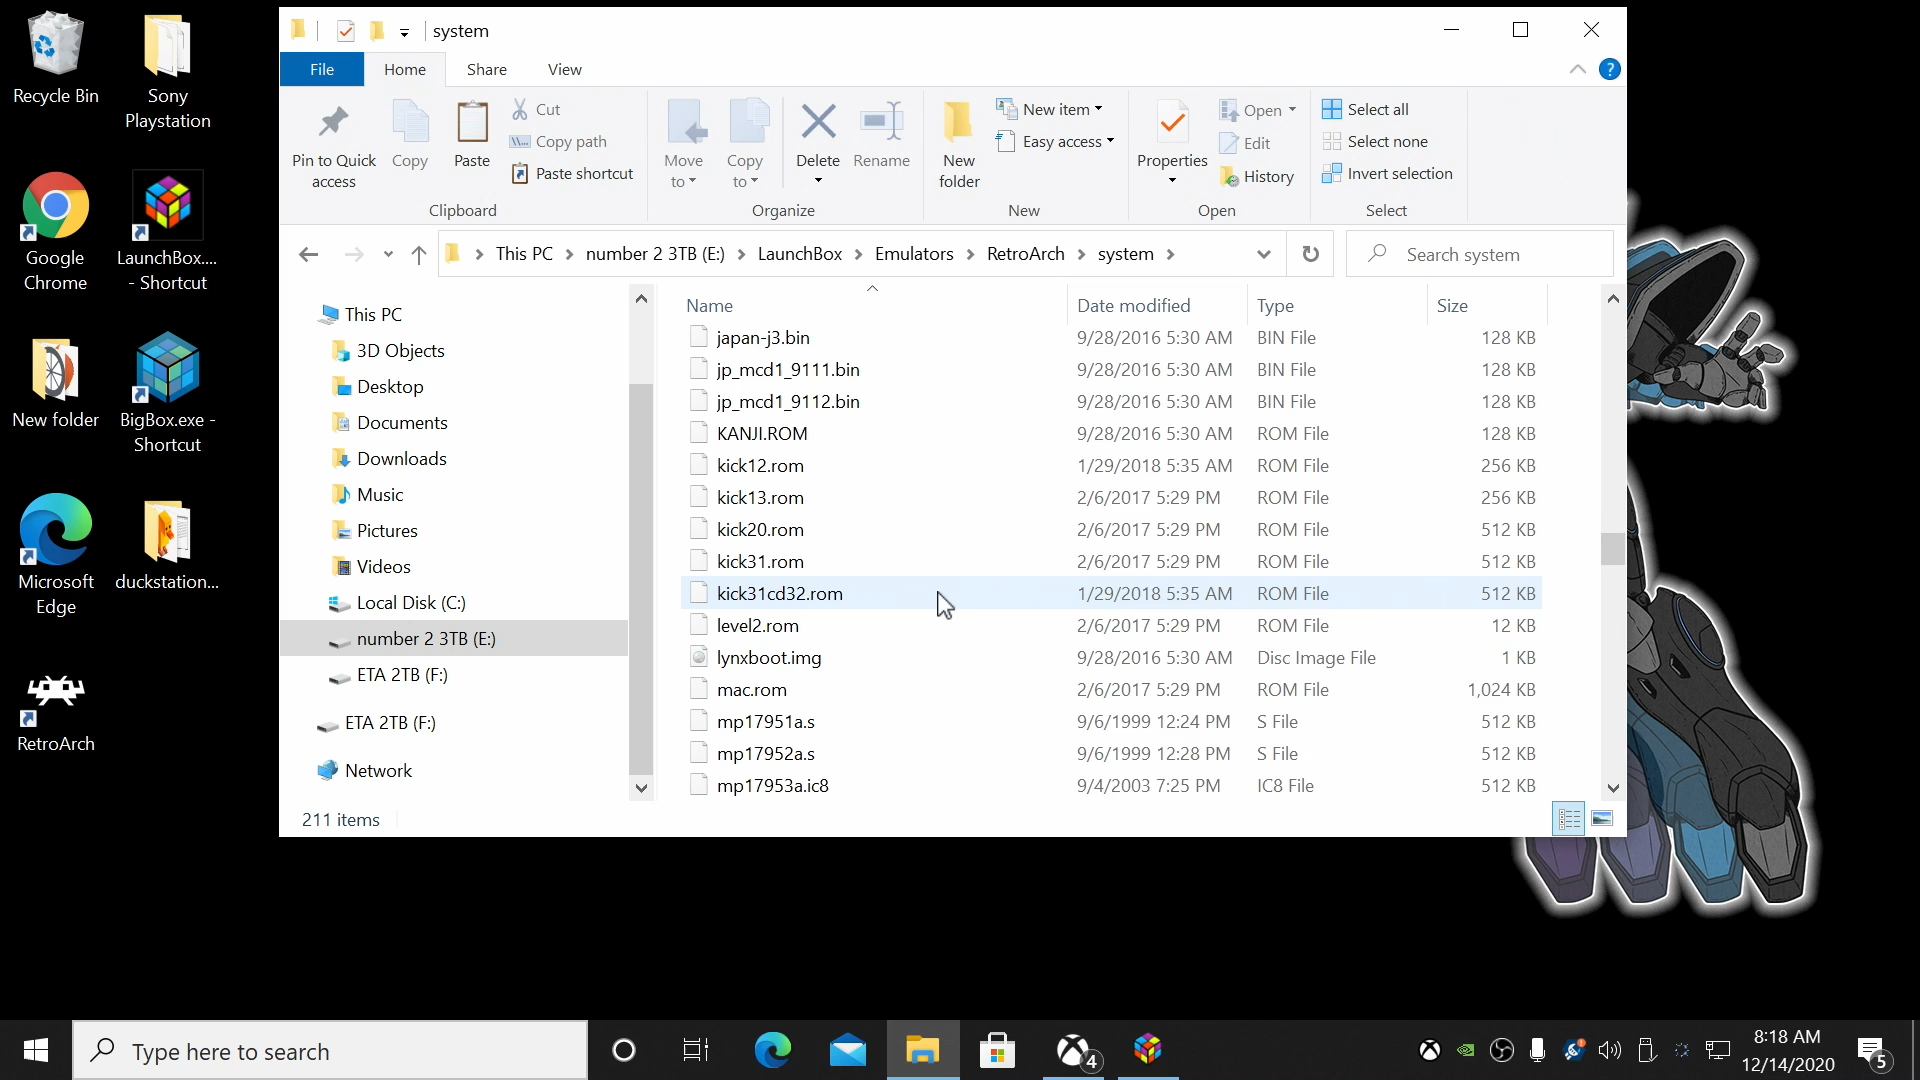 Recycle Bin
Sony
Playstation
Google
Chrome
LaunchBox....
- Shortcut
New folder
BigBox.exe -
Shortcut
Microsoft
Edge
duckstation...
RetroArch
system
File
Home
Share
View
?
Pin to Quick
access
Copy
Paste
Cut
Copy path
Paste shortcut
Clipboard
Move
to
Copy
to
Delete
Rename
Organize
New
folder
New item
Easy access
New
Properties
Open
Edit
History
Open
Select all
Select none
Invert selection
Select
This PC
number 2 3TB (E:)
LaunchBox
Emulators
RetroArch
system
Search system
This PC
3D Objects
Desktop
Documents
Downloads
Music
Pictures
Videos
Local Disk (C:)
number 2 3TB (E:)
ETA 2TB (F:)
ETA 2TB (F:)
Network
Name Date modified Type Size
japan-j3.bin 9/28/2016 5:30 AM BIN File 128 KB
jp_mcd1_9111.bin 9/28/2016 5:30 AM BIN File 128 KB
jp_mcd1_9112.bin 9/28/2016 5:30 AM BIN File 128 KB
KANJI.ROM 9/28/2016 5:30 AM ROM File 128 KB
kick12.rom 1/29/2018 5:35 AM ROM File 256 KB
kick13.rom 2/6/2017 5:29 PM ROM File 256 KB
kick20.rom 2/6/2017 5:29 PM ROM File 512 KB
kick31.rom 2/6/2017 5:29 PM ROM File 512 KB
kick31cd32.rom 1/29/2018 5:35 AM ROM File 512 KB
level2.rom 2/6/2017 5:29 PM ROM File 12 KB
lynxboot.img 9/28/2016 5:30 AM Disc Image File 1 KB
mac.rom 2/6/2017 5:29 PM ROM File 1,024 KB
mp17951a.s 9/6/1999 12:24 PM S File 512 KB
mp17952a.s 9/6/1999 12:28 PM S File 512 KB
mp17953a.ic8 9/4/2003 7:25 PM IC8 File 512 KB
211 items
Type here to search
4
8:18 AM
12/14/2020
5